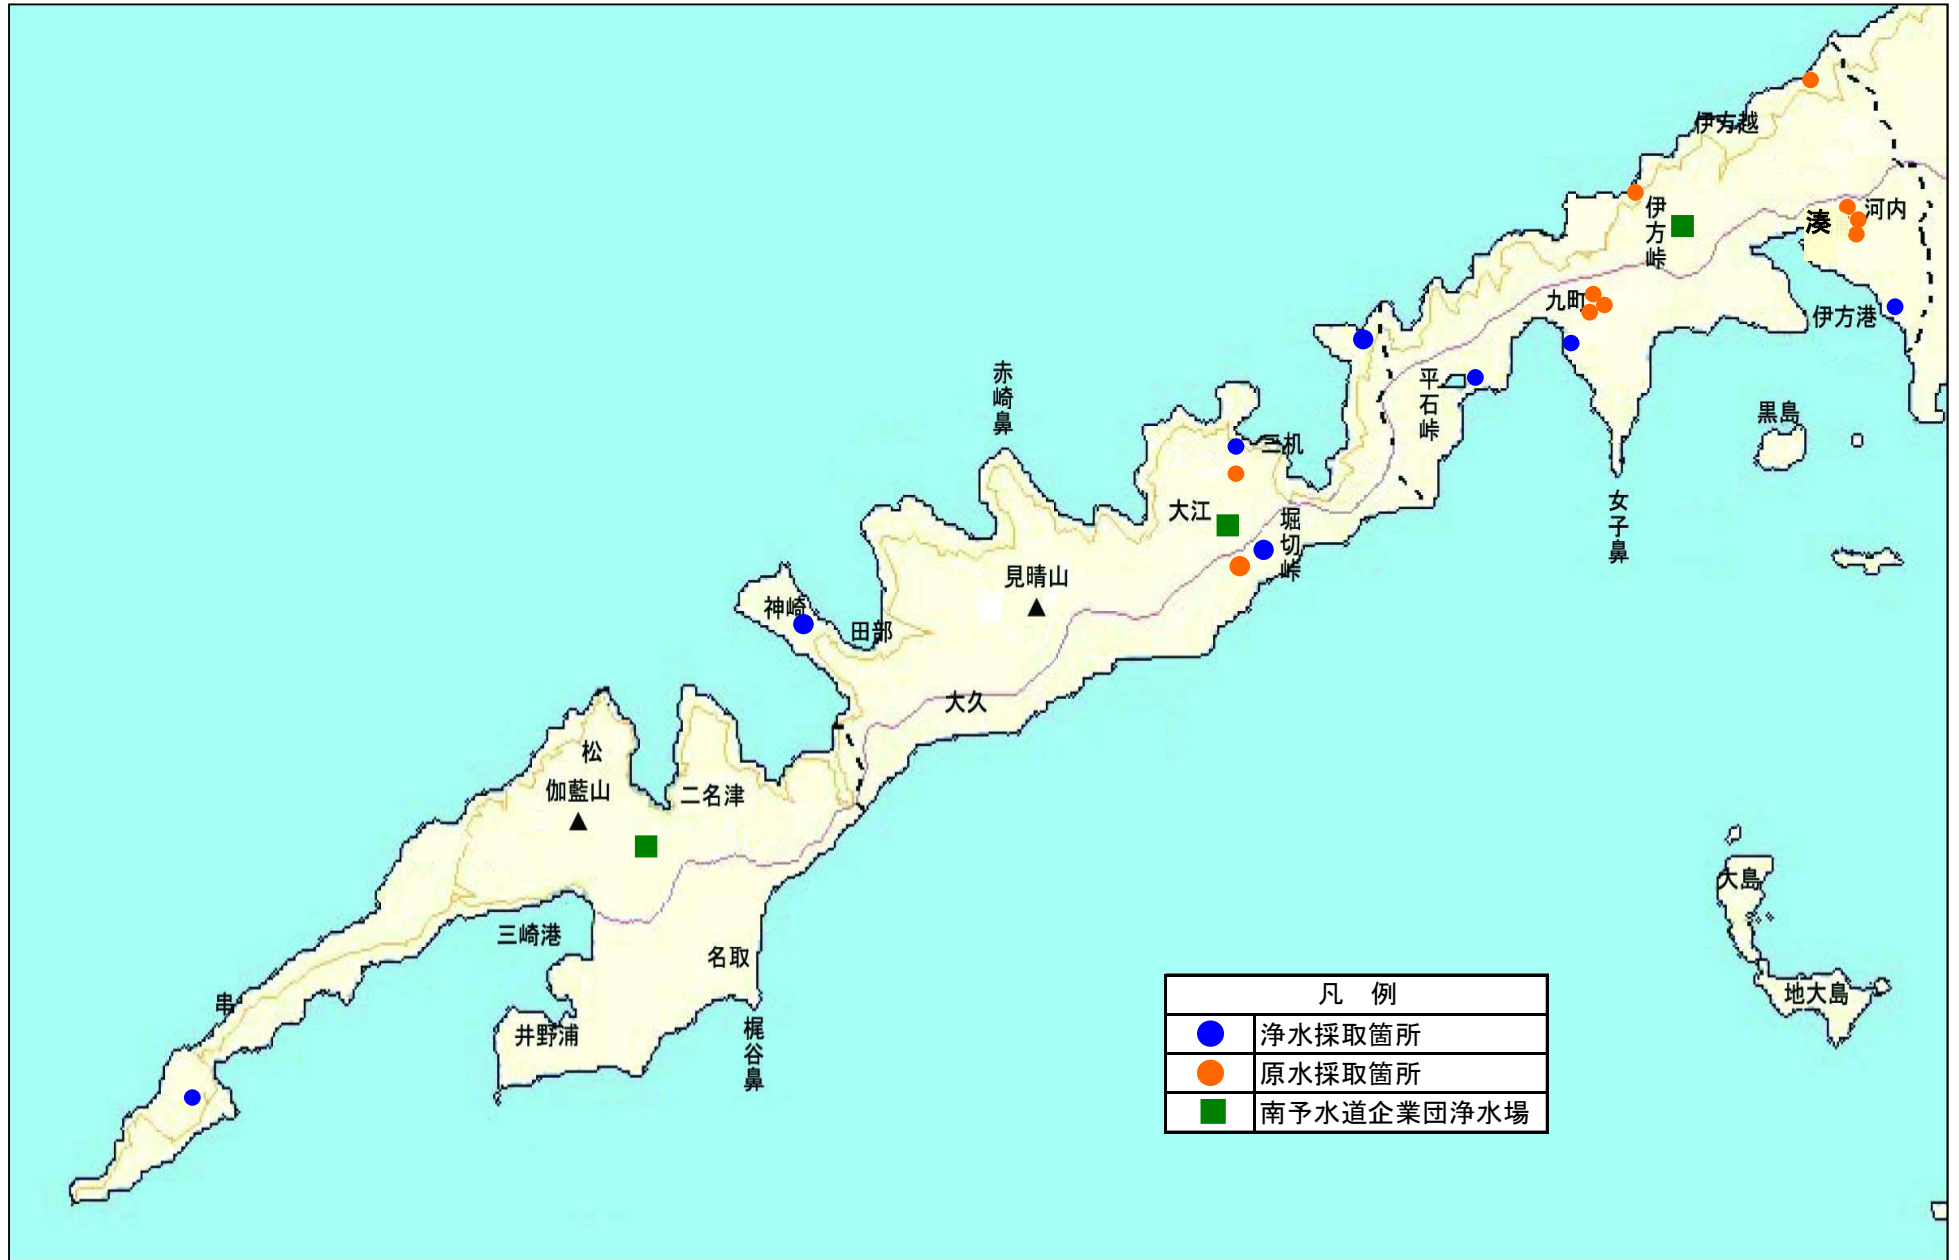 伊方越
伊方峠
湊
河内
九町
伊方港
平石峠
赤崎鼻
黒島
三机
大江
堀切峠
女子鼻
見晴山
神崎
田部
大久
松
伽藍山
二名津
大島
三崎港
名取
地大島
串
井野浦
梶谷鼻
凡 例
浄水採取箇所
原水採取箇所
南予水道企業団浄水場